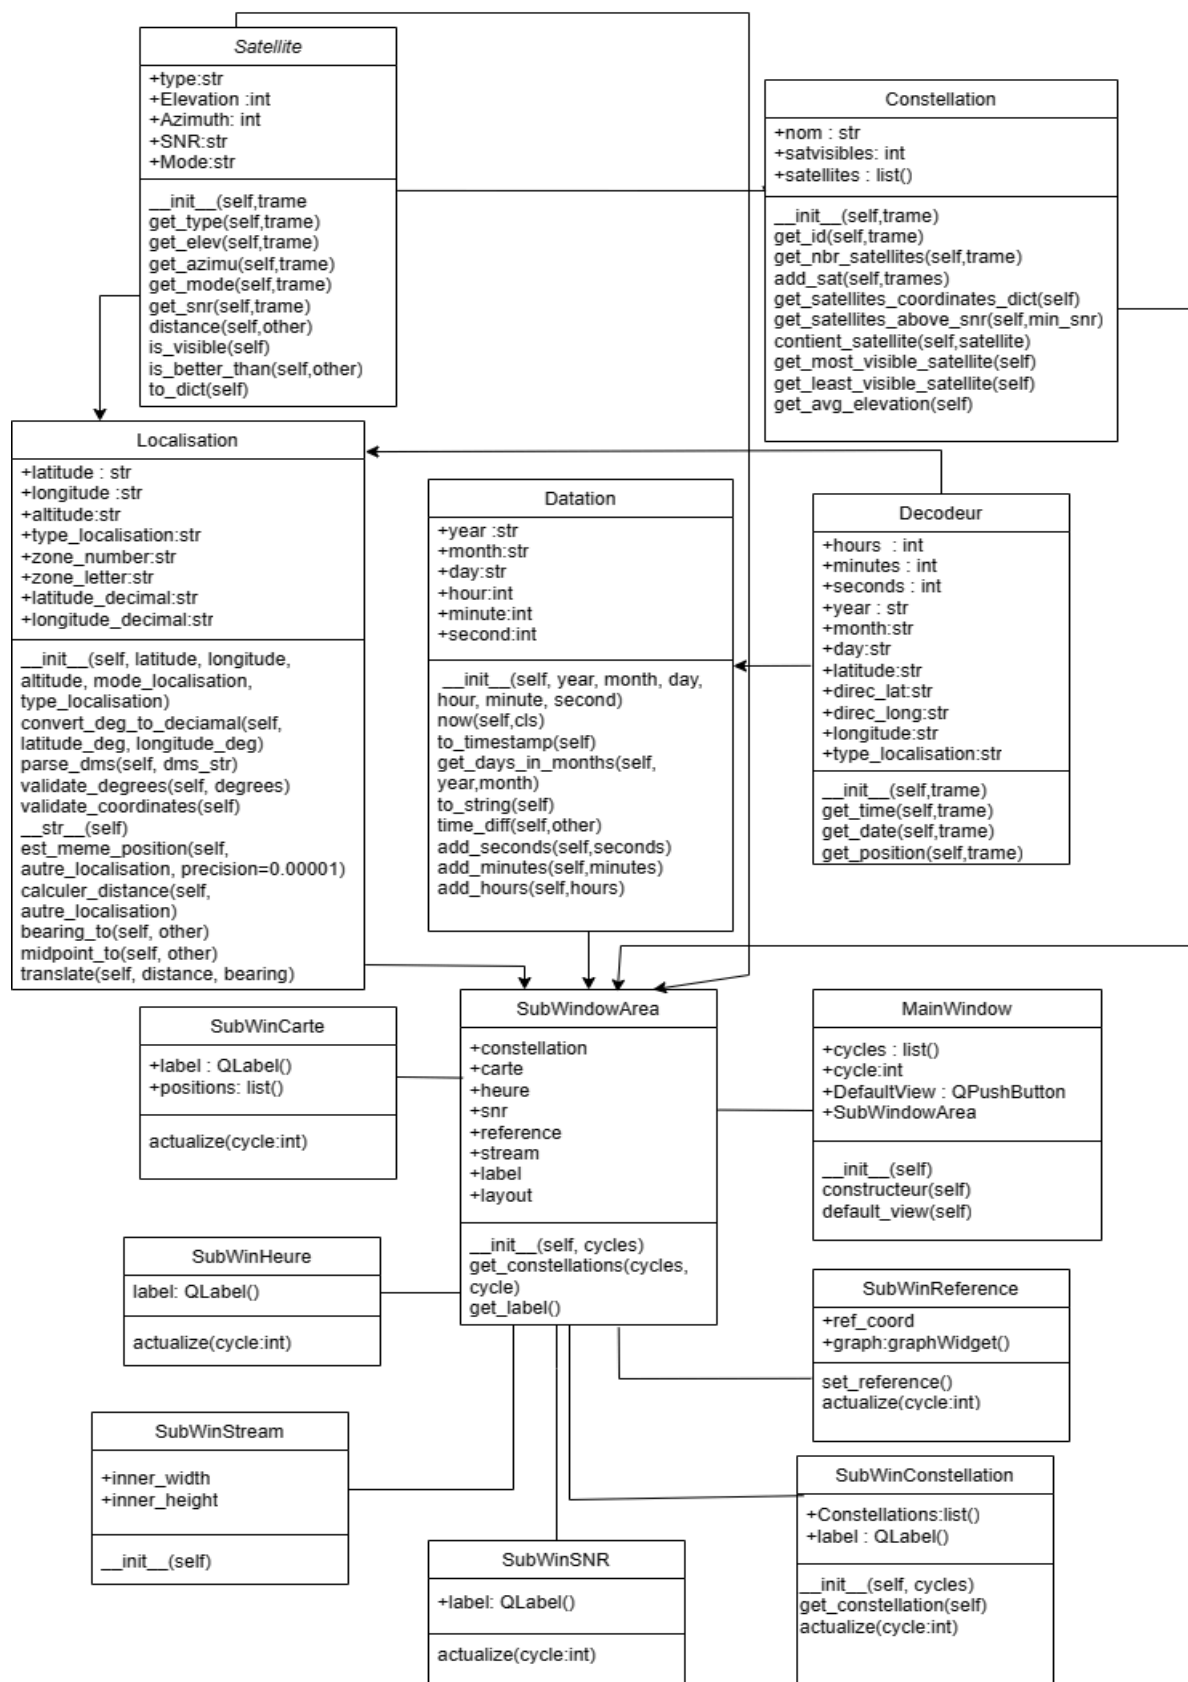 Satellite
+type:str
+Elevation :int
+Azimuth: int
+SNR:str
+Mode:str
__init__(self,trame
get_type(self,trame)
get_elev(self,trame)
get_azimu(self,trame)
get_mode(self,trame)
get_snr(self,trame)
distance(self,other)
is_visible(self)
is_better_than(self,other)
to_dict(self)
Constellation
+nom : str
+satvisibles: int
+satellites : list()
__init__(self,trame)
get_id(self,trame)
get_nbr_satellites(self,trame)
add_sat(self,trames)
get_satellites_coordinates_dict(self)
get_satellites_above_snr(self,min_snr)
contient_satellite(self,satellite)
get_most_visible_satellite(self)
get_least_visible_satellite(self)
get_avg_elevation(self)
Localisation
+latitude : str
+longitude :str
+altitude:str
+type_localisation:str
+zone_number:str
+zone_letter:str
+latitude_decimal:str
+longitude_decimal:str
__init__(self, latitude, longitude,
altitude, mode_localisation,
type_localisation)
convert_deg_to_deciamal(self,
latitude_deg, longitude_deg)
parse_dms(self, dms_str)
validate_degrees(self, degrees)
validate_coordinates(self)
__str__(self)
est_meme_position(self,
autre_localisation, precision=0.00001)
calculer_distance(self,
autre_localisation)
bearing_to(self, other)
midpoint_to(self, other)
translate(self, distance, bearing)
Datation
+year :str
+month:str
+day:str
+hour:int
+minute:int
+second:int
__init__(self, year, month, day,
hour, minute, second)
now(self,cls)
to_timestamp(self)
get_days_in_months(self,
year,month)
to_string(self)
time_diff(self,other)
add_seconds(self,seconds)
add_minutes(self,minutes)
add_hours(self,hours)
Decodeur
+hours : int
+minutes : int
+seconds : int
+year : str
+month:str
+day:str
+latitude:str
+direc_lat:str
+direc_long:str
+longitude:str
+type_localisation:str
__init__(self,trame)
get_time(self,trame)
get_date(self,trame)
get_position(self,trame)
SubWinCarte
+label : QLabel()
+positions: list()
actualize(cycle:int)
SubWindowArea
+constellation
+carte
+heure
+snr
+reference
+stream
+label
+layout
__init__(self, cycles)
get_constellations(cycles,
cycle)
get_label()
MainWindow
+cycles : list()
+cycle:int
+DefaultView : QPushButton
+SubWindowArea
__init__(self)
constructeur(self)
default_view(self)
SubWinHeure
label: QLabel()
actualize(cycle:int)
SubWinReference
+ref_coord
+graph:graphWidget()
set_reference()
actualize(cycle:int)
SubWinStream
+inner_width
+inner_height
__init__(self)
SubWinSNR
+label: QLabel()
actualize(cycle:int)
SubWinConstellation
+Constellations:list()
+label : QLabel()
__init__(self, cycles)
get_constellation(self)
actualize(cycle:int)